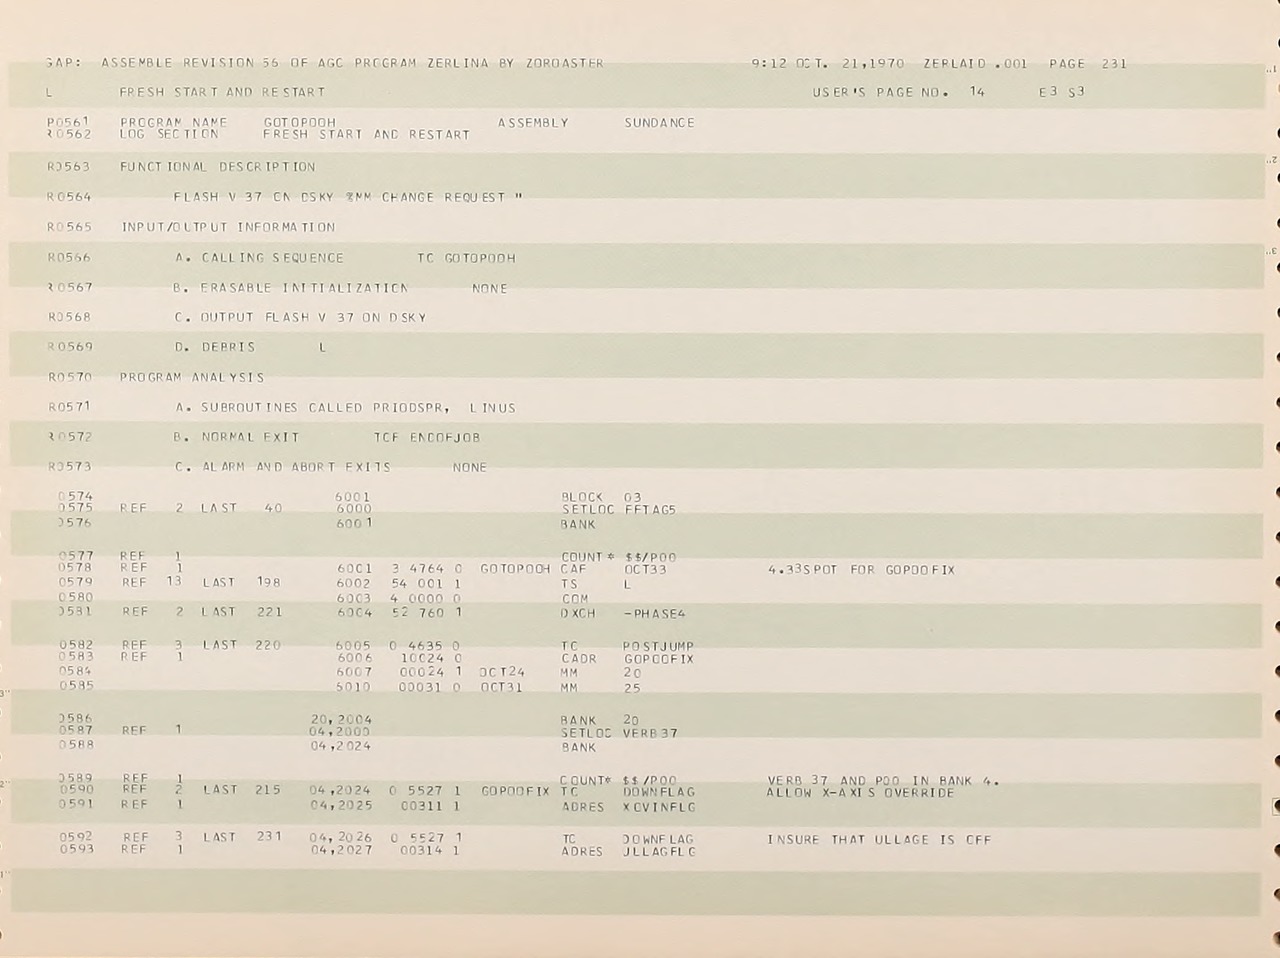 GAP: ASSEMBLE REVISION 56 OF AGC PROGRAM ZERLINA BY ZOROASTER 9:12 OCT. 21,1970 ZERLAID .001 PAGE 231
L FRESH START AND RESTART USER'S PAGE NO. 14 E3 S3
P0561 PROGRAM NAME GOTOPOOH ASSEMBLY SUNDANCE
R0562 LOG SECTION FRESH START AND RESTART
R0563 FUNCTIONAL DESCRIPTION
R0564 FLASH V 37 ON DSKY %MM CHANGE REQUEST "
R0565 INPUT/OUTPUT INFORMATION
R0566 A. CALLING SEQUENCE TC GOTOPOOH
R0567 B. ERASABLE INITIALIZATION NONE
R0568 C. OUTPUT FLASH V 37 ON DSKY
R0569 D. DEBRIS L
R0570 PROGRAM ANALYSIS
R0571 A. SUBROUTINES CALLED PRIODSPR, LINUS
R0572 B. NORMAL EXIT TCF ENDOFJOB
R0573 C. ALARM AND ABORT EXITS NONE
0574 6001 BLOCK 03
0575 REF 2 LAST 40 6000 SETLOC FFTAG5
0576 6001 BANK
0577 REF 1 COUNT* $$/POO
0578 REF 1 6001 3 4764 0 GOTOPOOH CAF OCT33 4.33SPOT FOR GOPOOFIX
0579 REF 13 LAST 198 6002 54 001 1 TS L
0580 6003 4 0000 0 COM
0581 REF 2 LAST 221 6004 52 760 1 DXCH -PHASE4
0582 REF 3 LAST 220 6005 0 4635 0 TC POSTJUMP
0583 REF 1 6006 10024 0 CADR GOPOOFIX
0584 6007 00024 1 OCT24 MM 20
0585 6010 00031 0 OCT31 MM 25
0586 20,2004 BANK 20
0587 REF 1 04,2000 SETLOC VERB37
0588 04,2024 BANK
0589 REF 1 COUNT* $$/POO VERB 37 AND POO IN BANK 4.
0590 REF 2 LAST 215 04,2024 0 5527 1 GOPOOFIX TC DOWNFLAG ALLOW X-AXIS OVERRIDE
0591 REF 1 04,2025 00311 1 ADRES XOVINFLG
0592 REF 3 LAST 231 04,2026 0 5527 1 TC DOWNFLAG INSURE THAT ULLAGE IS OFF
0593 REF 1 04,2027 00314 1 ADRES ULLAGFLG